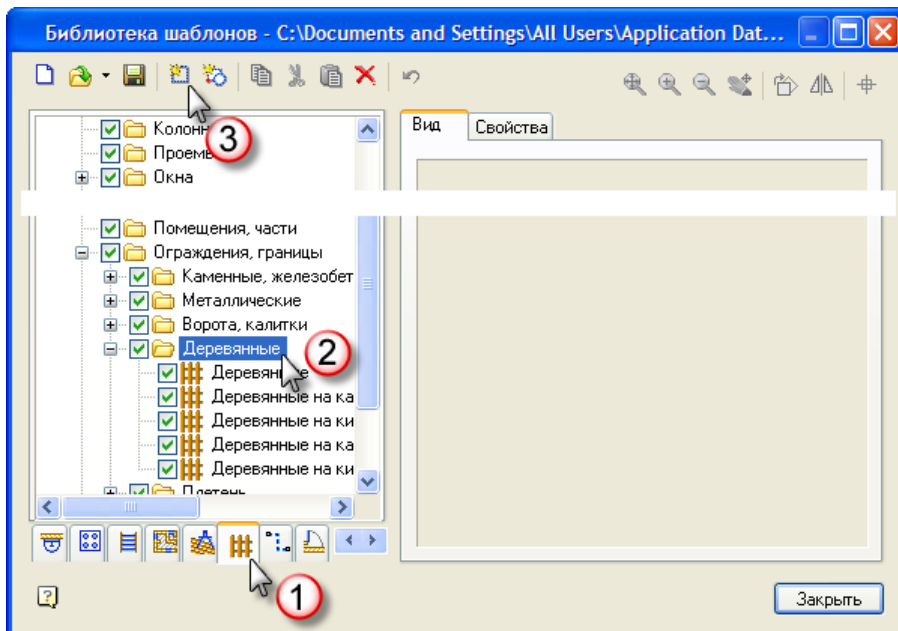 Библиотека шаблонов - C:\Documents and Settings\All Users\Application Dat...
3
Колонн
Проемы
Окна
Помещения, части
Ограждения, границы
Каменные, железобет
Металлические
Ворота, калитки
Деревянные
2
Деревянные
Деревянные на ка
Деревянные на ки
Деревянные на ка
Деревянные на ки
Плетень
1
Вид
Свойства
Закрыть